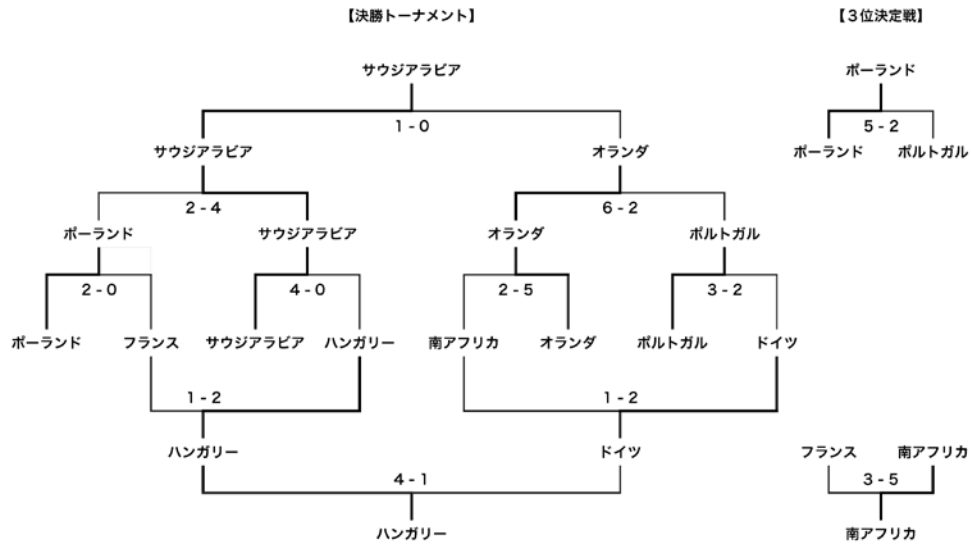 【決勝トーナメント】 【3位決定戦】
サウジアラビア ポーランド
1 - 0 5 - 2
サウジアラビア オランダ ポーランド ポルトガル
2 - 4 6 - 2
ポーランド サウジアラビア オランダ ポルトガル
2 - 0 4 - 0 2 - 5 3 - 2
ポーランド フランス サウジアラビア ハンガリー 南アフリカ オランダ ポルトガル ドイツ
1 - 2 1 - 2
ハンガリー ドイツ フランス 南アフリカ
4 - 1 3 - 5
ハンガリー 南アフリカ